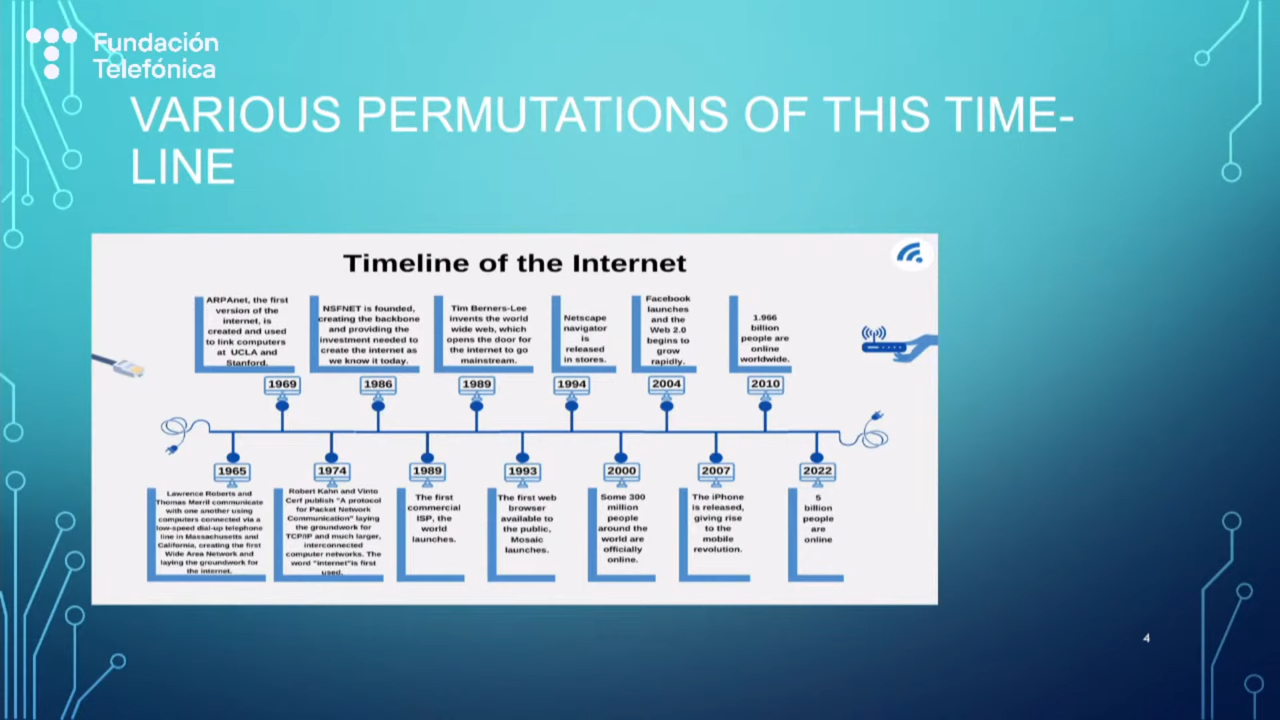 Fundación
Telefónica
VARIOUS PERMUTATIONS OF THIS TIME-
LINE
Timeline of the Internet
ARPAnet, the first
version of the
internet, is
created and used
to link computers
at UCLA and
Stanford.
1969
NSFNET is founded,
creating the backbone
and providing the
investment needed to
create the internet as
we know it today.
1986
Tim Berners-Lee
invents the world
wide web, which
opens the door for
the internet to go
mainstream.
1989
Netscape
navigator
is
released
in stores.
1994
Facebook
launches
and the
Web 2.0
begins to
grow
rapidly.
2004
1.966
billion
people are
online
worldwide.
2010
1965
Lawrence Roberts and
Thomas Merril communicate
with one another using
computers connected via a
low-speed dial-up telephone
line in Massachusetts and
California, creating the first
Wide Area Network and
laying the groundwork for
the internet.
1974
Robert Kahn and Vinto
Cerf publish "A protocol
for Packet Network
Communication" laying
the groundwork for
TCP/IP and much larger,
interconnected
computer networks. The
word "internet"is first
used.
1989
The first
commercial
ISP, the
world
launches.
1993
The first web
browser
available to
the public,
Mosaic
launches.
2000
Some 300
million
people
around the
world are
officially
online.
2007
The iPhone
is released,
giving rise
to the
mobile
revolution.
2022
5
billion
people
are
online
4